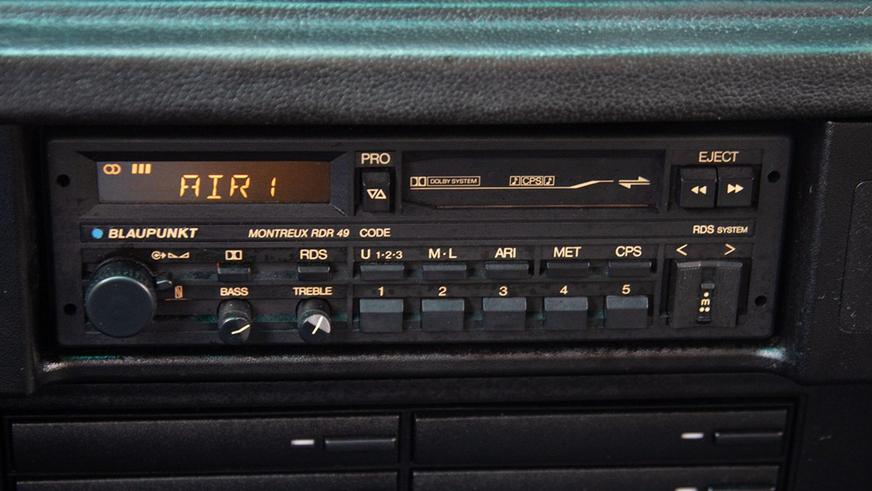 AIR 1
PRO
DOLBY SYSTEM
CPS
EJECT
BLAUPUNKT
MONTREUX RDR 49
CODE
RDS SYSTEM
RDS
U 1·2·3
M·L
ARI
MET
CPS
< >
BASS
TREBLE
1
2
3
4
5
m